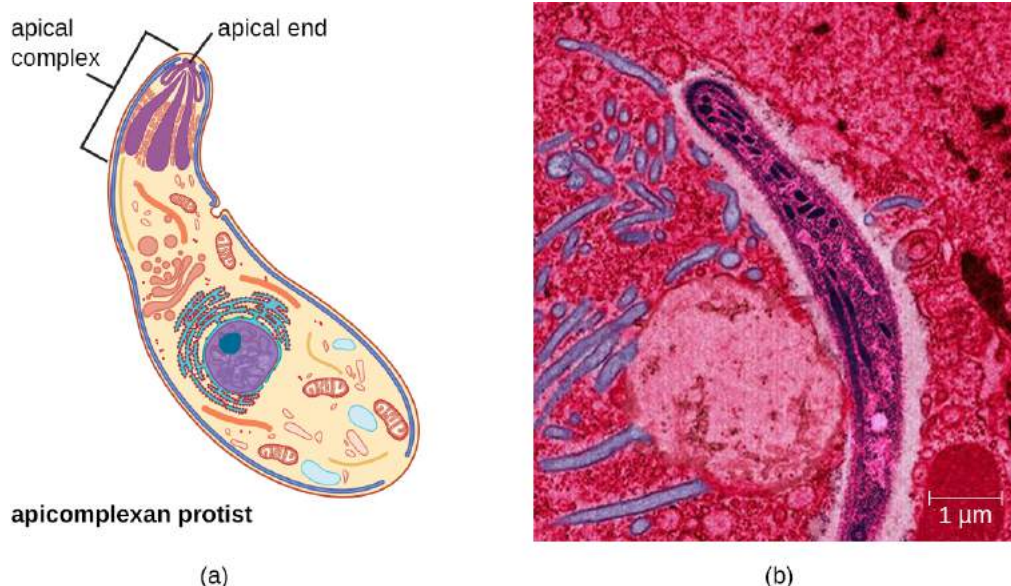 apical
complex
apical end
apicomplexan protist
1 µm
(a)
(b)